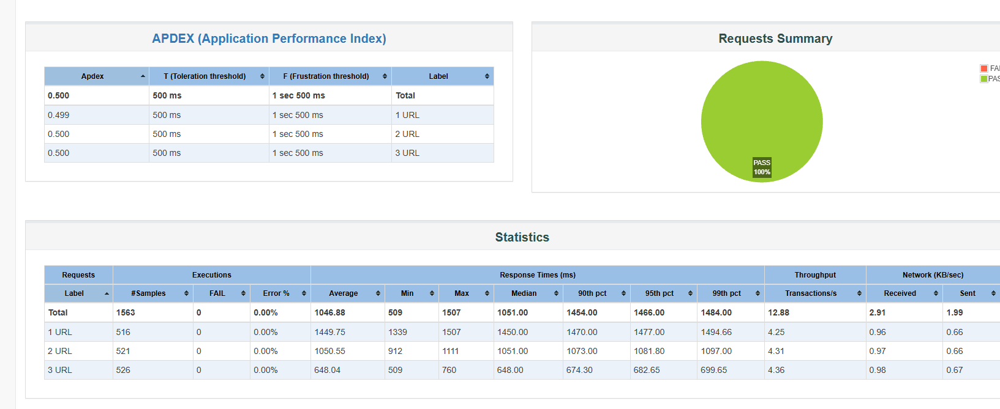 APDEX (Application Performance Index)
Apdex T (Toleration threshold) F (Frustration threshold) Label
0.500 500 ms 1 sec 500 ms Total
0.499 500 ms 1 sec 500 ms 1 URL
0.500 500 ms 1 sec 500 ms 2 URL
0.500 500 ms 1 sec 500 ms 3 URL
Requests Summary
FAI
PAS
PASS
100%
Statistics
Requests Executions Response Times (ms) Throughput Network (KB/sec)
Label #Samples FAIL Error % Average Min Max Median 90th pct 95th pct 99th pct Transactions/s Received Sent
Total 1563 0 0.00% 1046.88 509 1507 1051.00 1454.00 1466.00 1484.00 12.88 2.91 1.99
1 URL 516 0 0.00% 1449.75 1339 1507 1450.00 1470.00 1477.00 1494.66 4.25 0.96 0.66
2 URL 521 0 0.00% 1050.55 912 1111 1051.00 1073.00 1081.80 1097.00 4.31 0.97 0.66
3 URL 526 0 0.00% 648.04 509 760 648.00 674.30 682.65 699.65 4.36 0.98 0.67